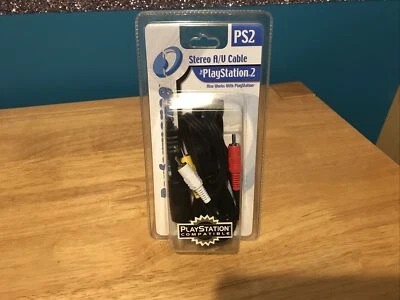 PS2
Stereo A/V Cable
PlayStation.2
Also Works With PlayStation
PLAYSTATION
COMPATIBLE